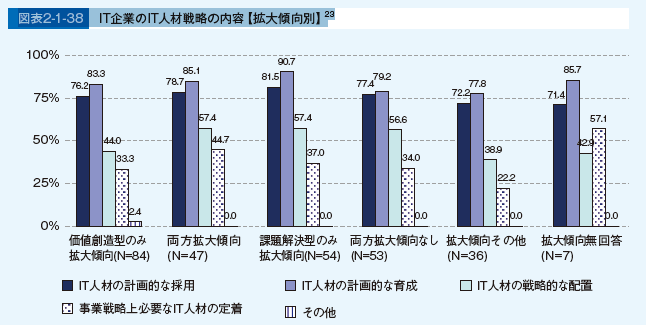 図表2-1-38 IT企業のIT人材戦略の内容【拡大傾向別】23
100%
75%
50%
25%
0%
76.2 83.3 44.0 33.3 2.4
78.7 85.1 57.4 44.7 0.0
81.5 90.7 57.4 37.0 0.0
77.4 79.2 56.6 34.0 0.0
72.2 77.8 38.9 22.2 0.0
71.4 85.7 42.9 57.1 0.0
価値創造型のみ
拡大傾向(N=84)
両方拡大傾向
(N=47)
課題解決型のみ
拡大傾向(N=54)
両方拡大傾向なし
(N=53)
拡大傾向その他
(N=36)
拡大傾向無回答
(N=7)
IT人材の計画的な採用 IT人材の計画的な育成 IT人材の戦略的な配置
事業戦略上必要なIT人材の定着 その他